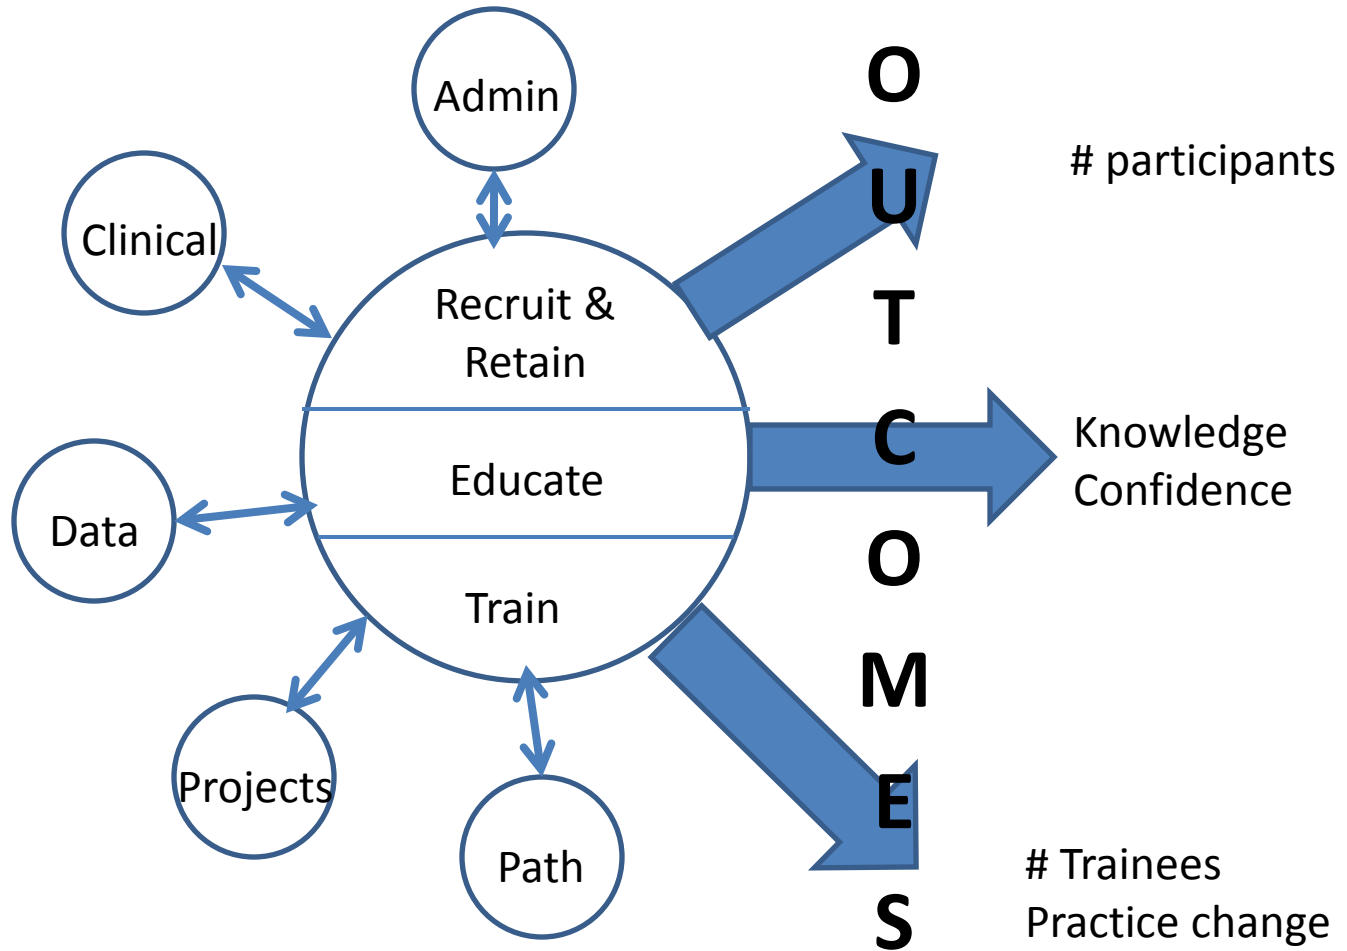 Admin
Clinical
Data
Projects
Path
Recruit &
Retain
Educate
Train
O
U
T
C
O
M
E
S
# participants
Knowledge
Confidence
# Trainees
Practice change